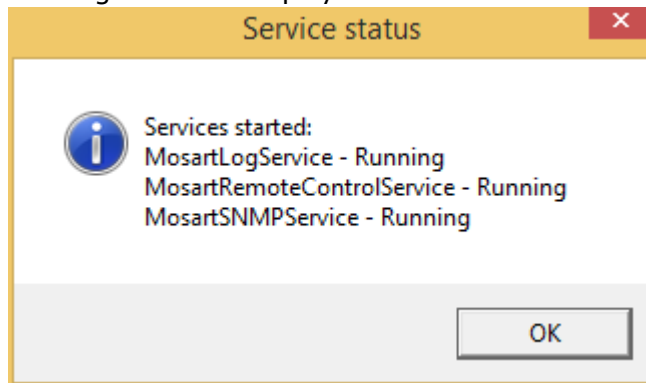 Service status
Services started:
MosartLogService - Running
MosartRemoteControlService - Running
MosartSNMPService - Running
OK